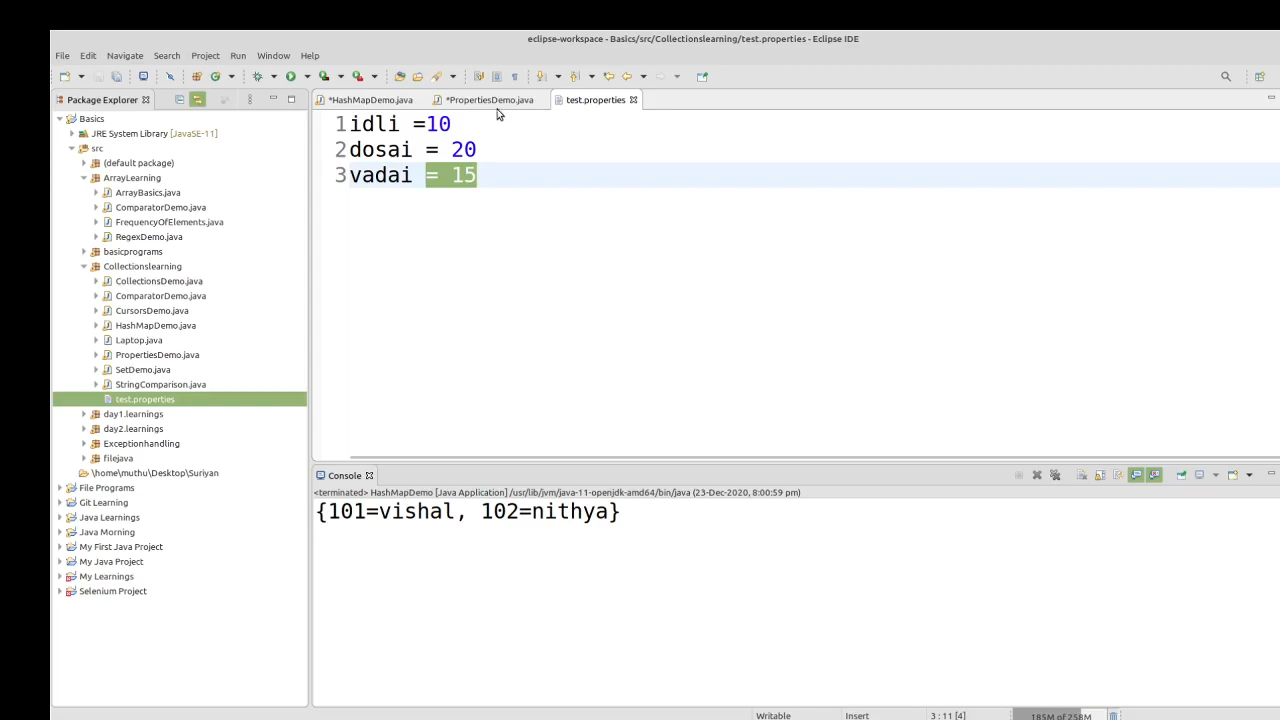 eclipse-workspace - Basics/src/Collectionslearning/test.properties - Eclipse IDE
File Edit Navigate Search Project Run Window Help
Package Explorer
*HashMapDemo.java *PropertiesDemo.java test.properties
Basics
JRE System Library [JavaSE-11]
src
(default package)
ArrayLearning
ArrayBasics.java
ComparatorDemo.java
FrequencyOfElements.java
RegexDemo.java
basicprograms
Collectionslearning
CollectionsDemo.java
ComparatorDemo.java
CursorsDemo.java
HashMapDemo.java
Laptop.java
PropertiesDemo.java
SetDemo.java
StringComparison.java
test.properties
day1.learnings
day2.learnings
Exceptionhandling
filejava
\home\muthu\Desktop\Suriyan
File Programs
Git Learning
Java Learnings
Java Morning
My First Java Project
My Java Project
My Learnings
Selenium Project
1 idli =10
2 dosai = 20
3 vadai = 15
Console
<terminated> HashMapDemo [Java Application] /usr/lib/jvm/java-11-openjdk-amd64/bin/java (23-Dec-2020, 8:00:59 pm)
{101=vishal, 102=nithya}
Writable Insert 3 : 11 [4] 185M of 258M